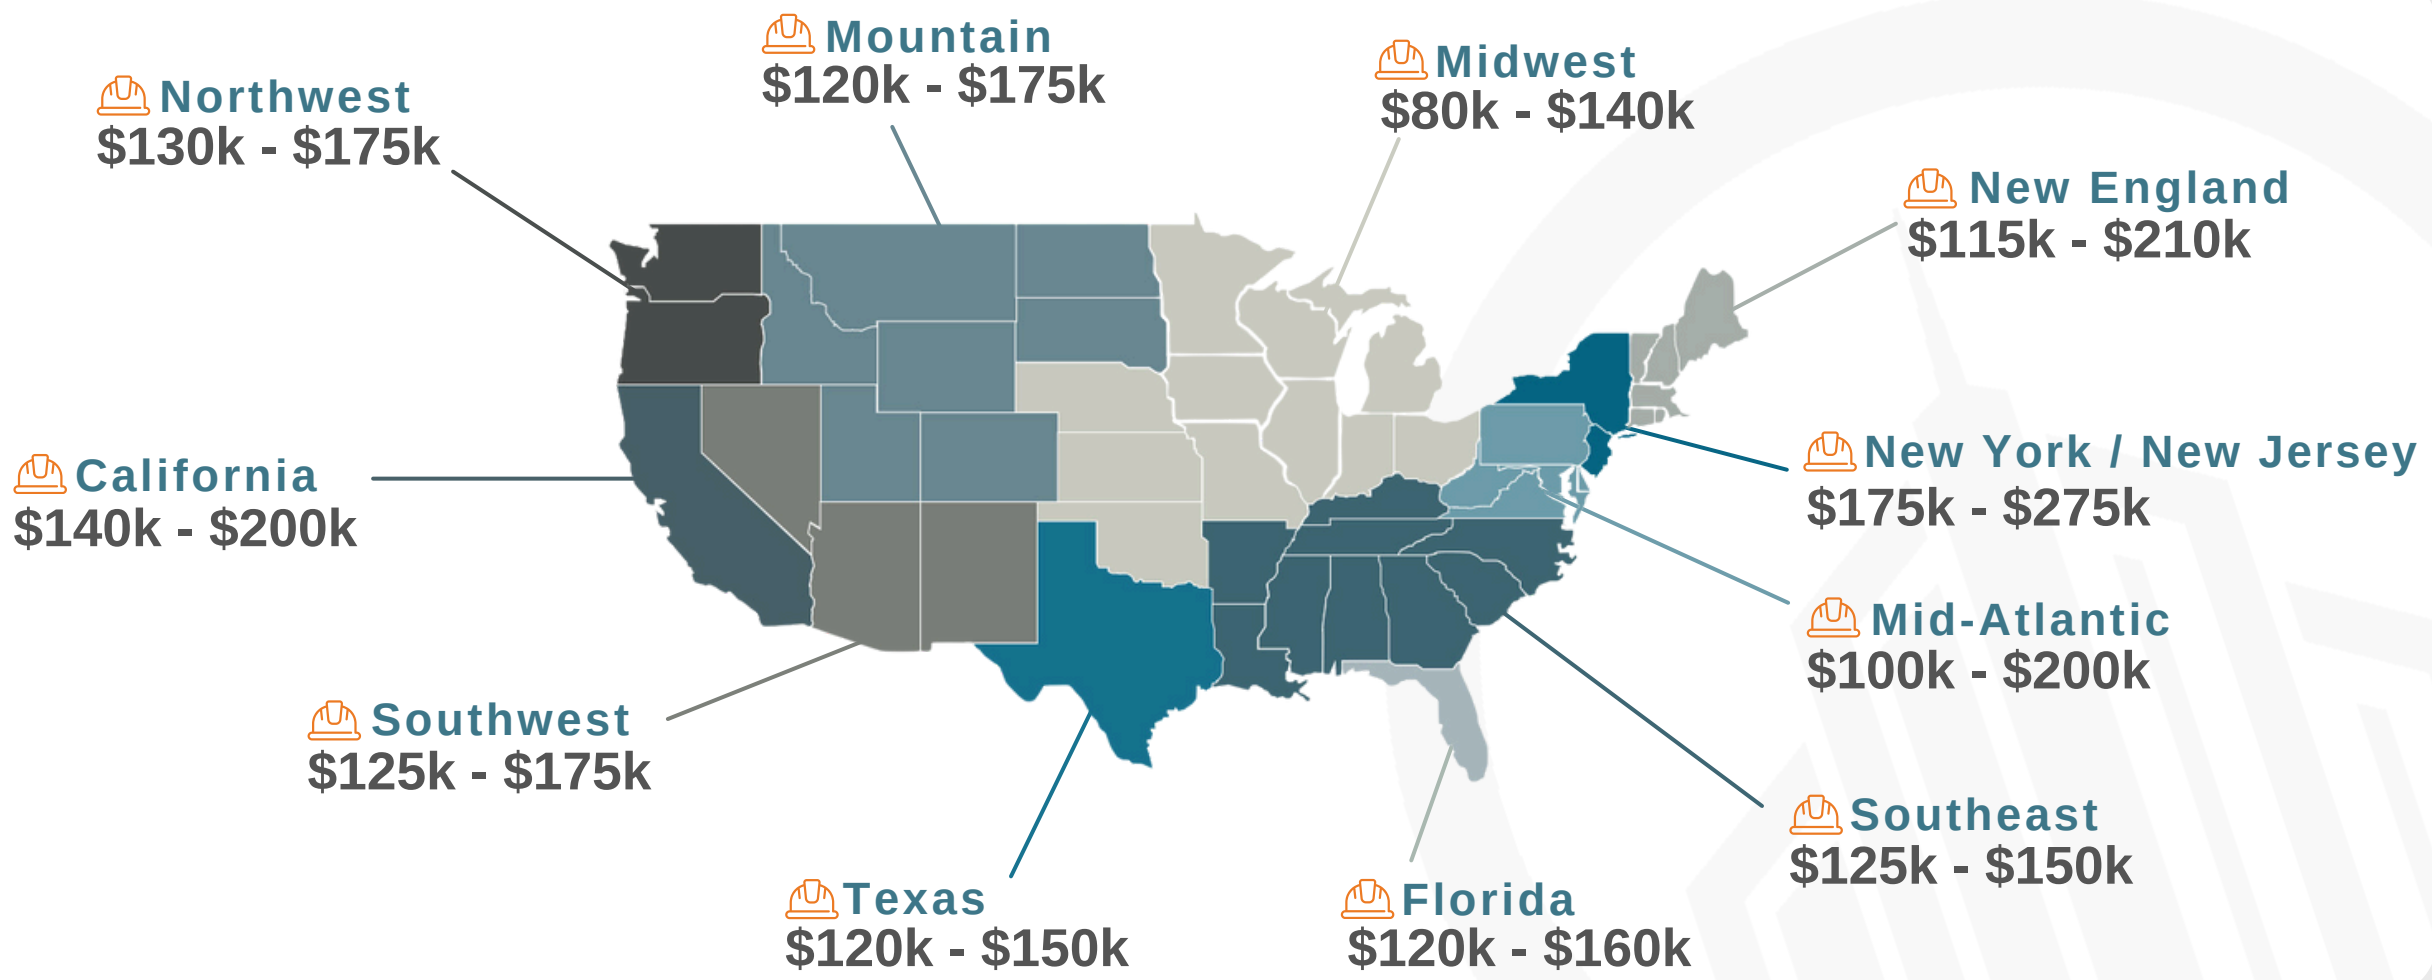 Mountain
$120k - $175k
Midwest
$80k - $140k
Northwest
$130k - $175k
New England
$115k - $210k
New York / New Jersey
$175k - $275k
California
$140k - $200k
Mid-Atlantic
$100k - $200k
Southwest
$125k - $175k
Southeast
$125k - $150k
Texas
$120k - $150k
Florida
$120k - $160k